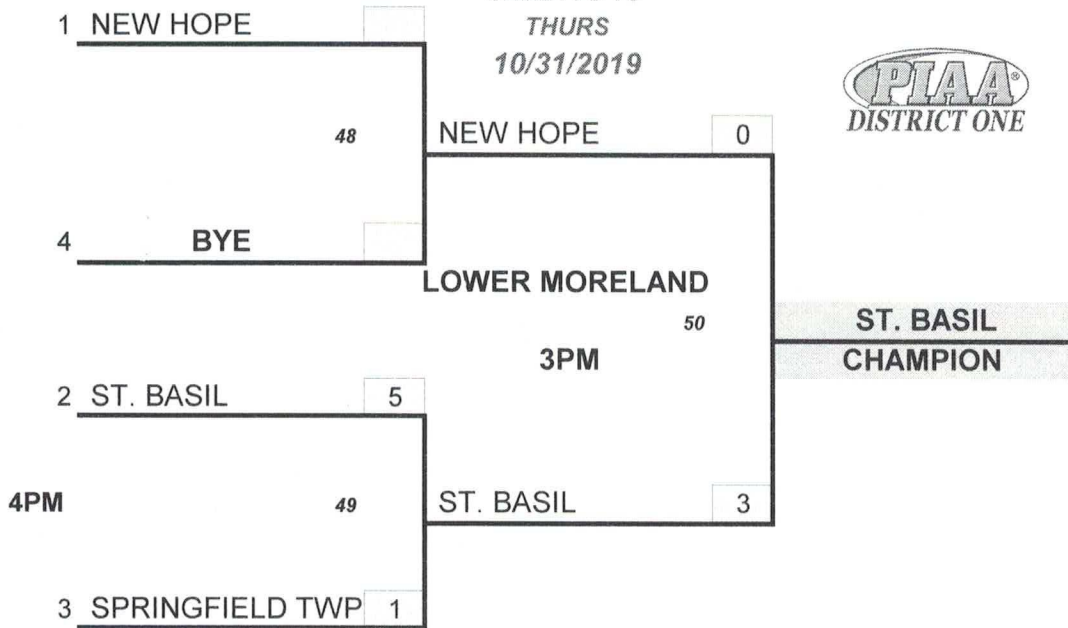 THURS
10/31/2019
PIAA®
DISTRICT ONE
1 NEW HOPE
48
4 BYE
NEW HOPE 0
LOWER MORELAND
50
3PM
ST. BASIL
CHAMPION
2 ST. BASIL 5
4PM
49
ST. BASIL 3
3 SPRINGFIELD TWP 1